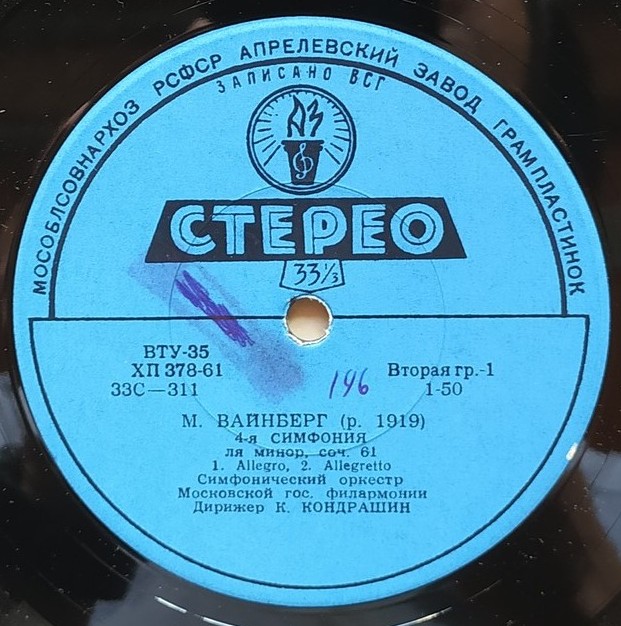 МОСОБЛСОВНАРХОЗ РСФСР АПРЕЛЕВСКИЙ ЗАВОД ГРАМПЛАСТИНОК
ЗАПИСАНО ВСГ
СТЕРЕО
33⅓
ВТУ-35
ХП 378-61
33С—311
196
Вторая гр.-1
1-50
М. ВАЙНБЕРГ (р. 1919)
4-я СИМФОНИЯ
ля минор, соч. 61
1. Allegro, 2. Allegretto
Симфонический оркестр
Московской гос. филармонии
Дирижер К. КОНДРАШИН